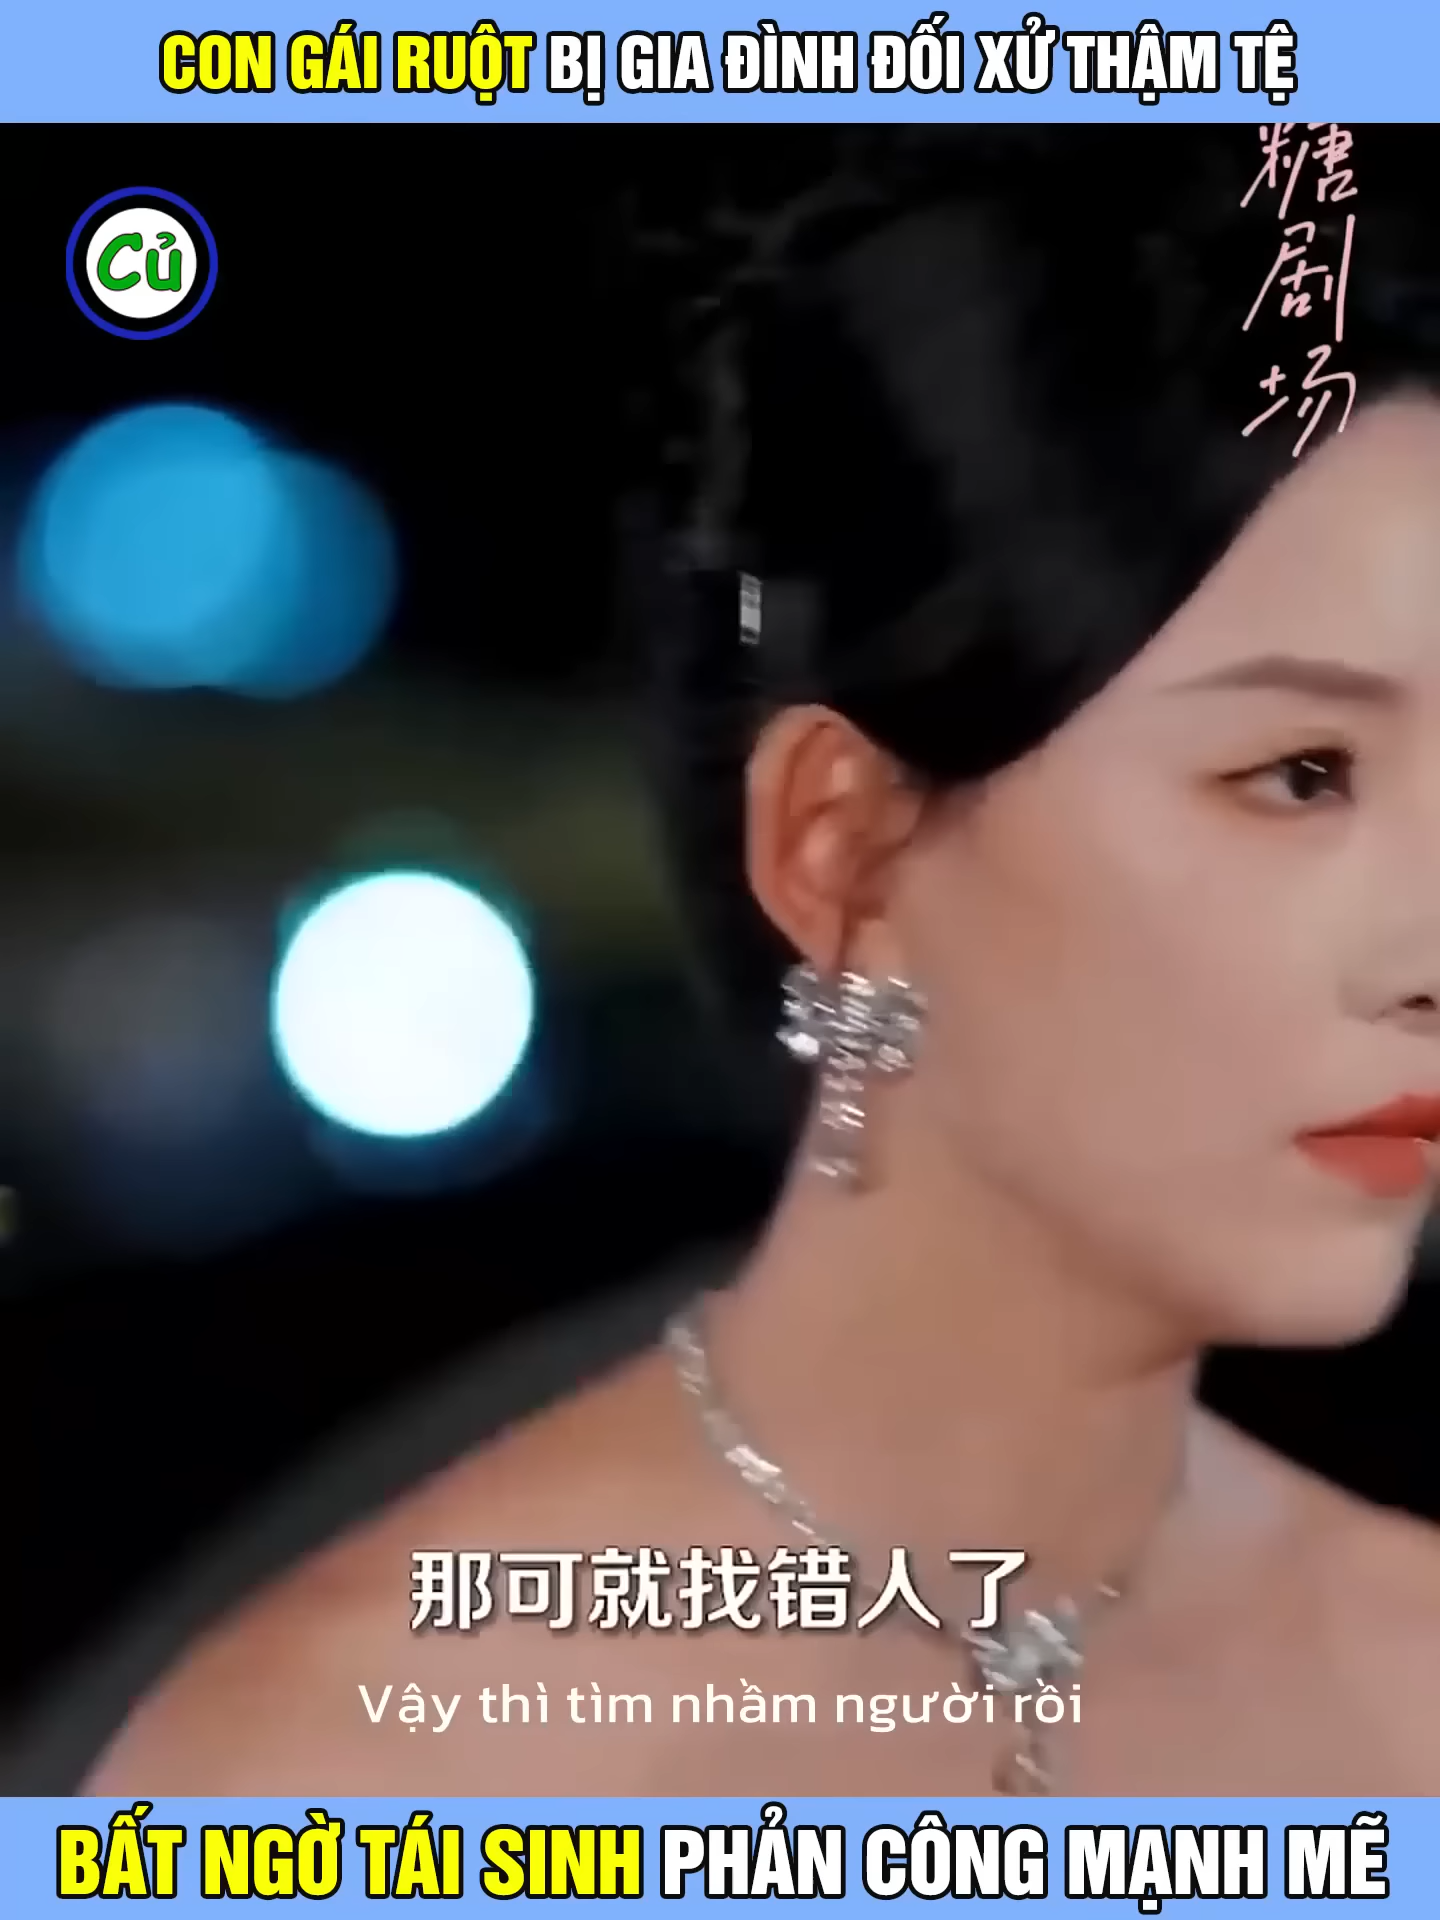 CON GÁI RUỘT BỊ GIA ĐÌNH ĐỐI XỬ THẬM TỆ
Củ
糖剧场
那可就找错人了
Vậy thì tìm nhầm người rồi
BẤT NGỜ TÁI SINH PHẢN CÔNG MẠNH MẼ